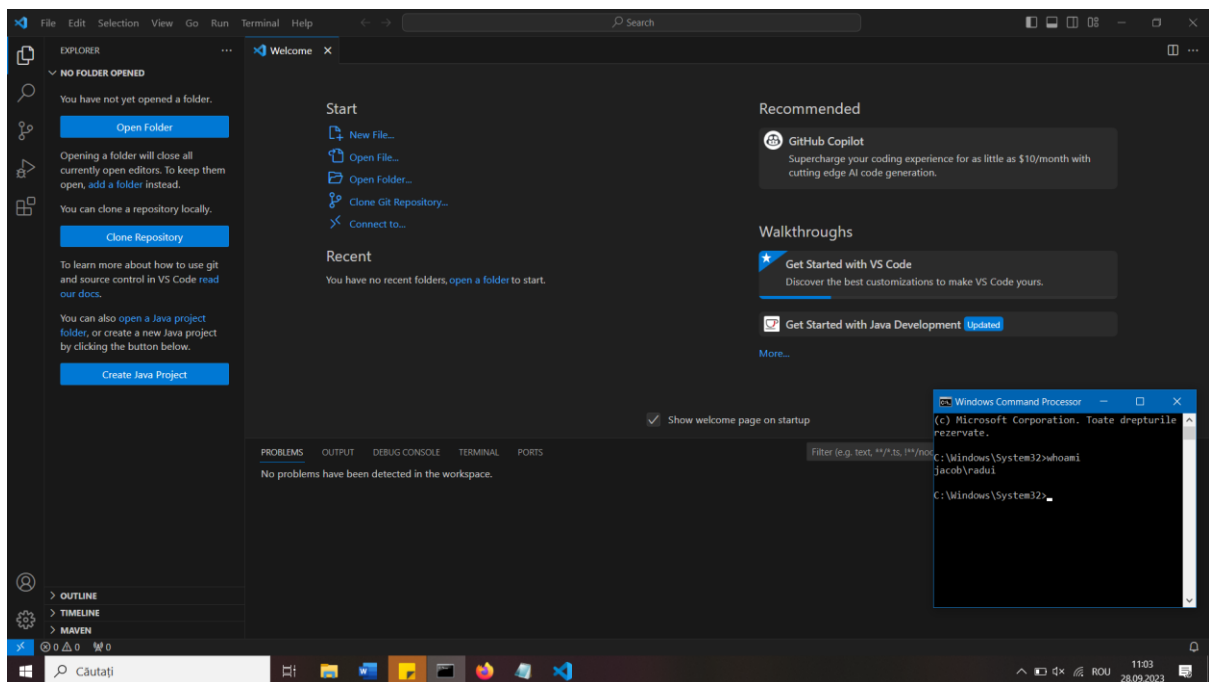 File Edit Selection View Go Run Terminal Help
Search
EXPLORER
Welcome
NO FOLDER OPENED
You have not yet opened a folder.
Open Folder
Opening a folder will close all
currently open editors. To keep them
open, add a folder instead.
You can clone a repository locally.
Clone Repository
To learn more about how to use git
and source control in VS Code read
our docs.
You can also open a Java project
folder, or create a new Java project
by clicking the button below.
Create Java Project
OUTLINE
TIMELINE
MAVEN
Start
New File...
Open File...
Open Folder...
Clone Git Repository...
Connect to...
Recent
You have no recent folders, open a folder to start.
Recommended
GitHub Copilot
Supercharge your coding experience for as little as $10/month with
cutting edge AI code generation.
Walkthroughs
Get Started with VS Code
Discover the best customizations to make VS Code yours.
Get Started with Java Development Updated
More...
Show welcome page on startup
PROBLEMS OUTPUT DEBUG CONSOLE TERMINAL PORTS
Filter (e.g. text, **/*.ts, !**/noc
No problems have been detected in the workspace.
Windows Command Processor
(c) Microsoft Corporation. Toate drepturile
rezervate.
C:\Windows\System32>whoami
jacob\radui
C:\Windows\System32>
0 0 0
Căutați
ROU
11:03
28.09.2023